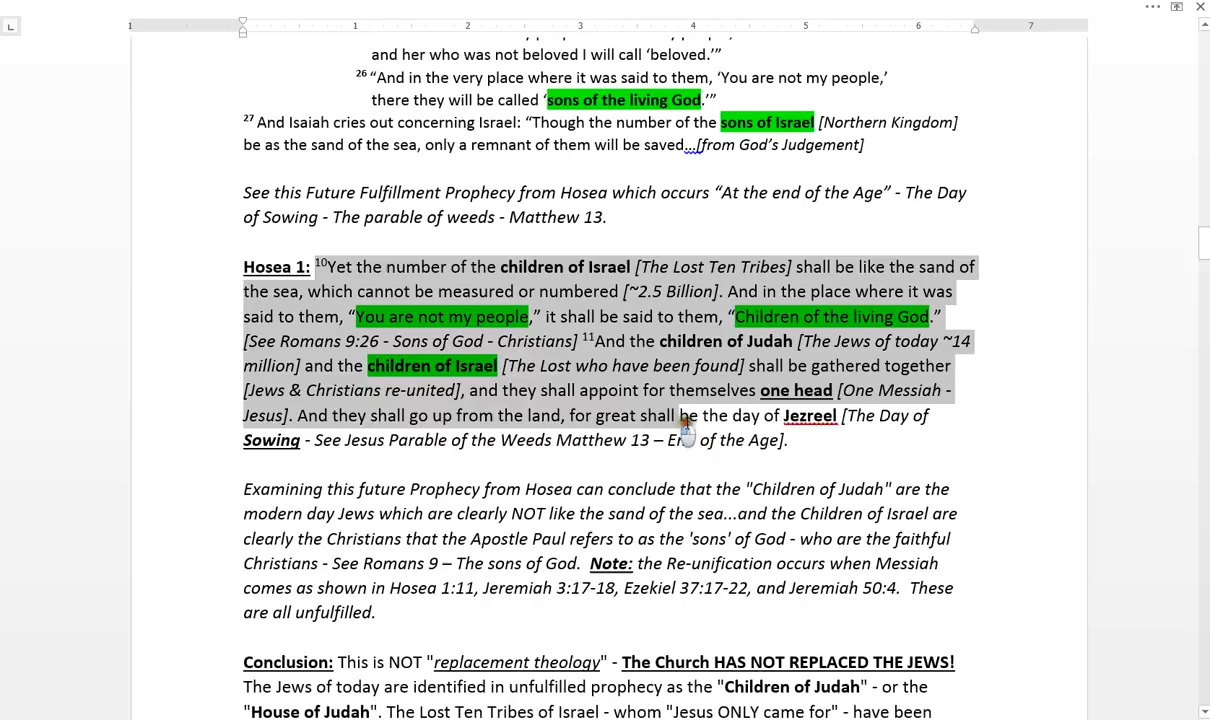 1 1 2 3 4 5 6 7
and her who was not beloved I will call ‘beloved.’”
26 “And in the very place where it was said to them, ‘You are not my people,’
there they will be called ‘sons of the living God.’”
27 And Isaiah cries out concerning Israel: “Though the number of the sons of Israel [Northern Kingdom]
be as the sand of the sea, only a remnant of them will be saved…[from God’s Judgement]
See this Future Fulfillment Prophecy from Hosea which occurs “At the end of the Age” - The Day
of Sowing - The parable of weeds - Matthew 13.
Hosea 1: 10Yet the number of the children of Israel [The Lost Ten Tribes] shall be like the sand of
the sea, which cannot be measured or numbered [~2.5 Billion]. And in the place where it was
said to them, “You are not my people,” it shall be said to them, “Children of the living God.”
[See Romans 9:26 - Sons of God - Christians] 11And the children of Judah [The Jews of today ~14
million] and the children of Israel [The Lost who have been found] shall be gathered together
[Jews & Christians re-united], and they shall appoint for themselves one head [One Messiah -
Jesus]. And they shall go up from the land, for great shall be the day of Jezreel [The Day of
Sowing - See Jesus Parable of the Weeds Matthew 13 – End of the Age].
Examining this future Prophecy from Hosea can conclude that the "Children of Judah" are the
modern day Jews which are clearly NOT like the sand of the sea...and the Children of Israel are
clearly the Christians that the Apostle Paul refers to as the 'sons' of God - who are the faithful
Christians - See Romans 9 – The sons of God. Note: the Re-unification occurs when Messiah
comes as shown in Hosea 1:11, Jeremiah 3:17-18, Ezekiel 37:17-22, and Jeremiah 50:4. These
are all unfulfilled.
Conclusion: This is NOT "replacement theology" - The Church HAS NOT REPLACED THE JEWS!
The Jews of today are identified in unfulfilled prophecy as the "Children of Judah" - or the
"House of Judah". The Lost Ten Tribes of Israel - whom "Jesus ONLY came for" - have been